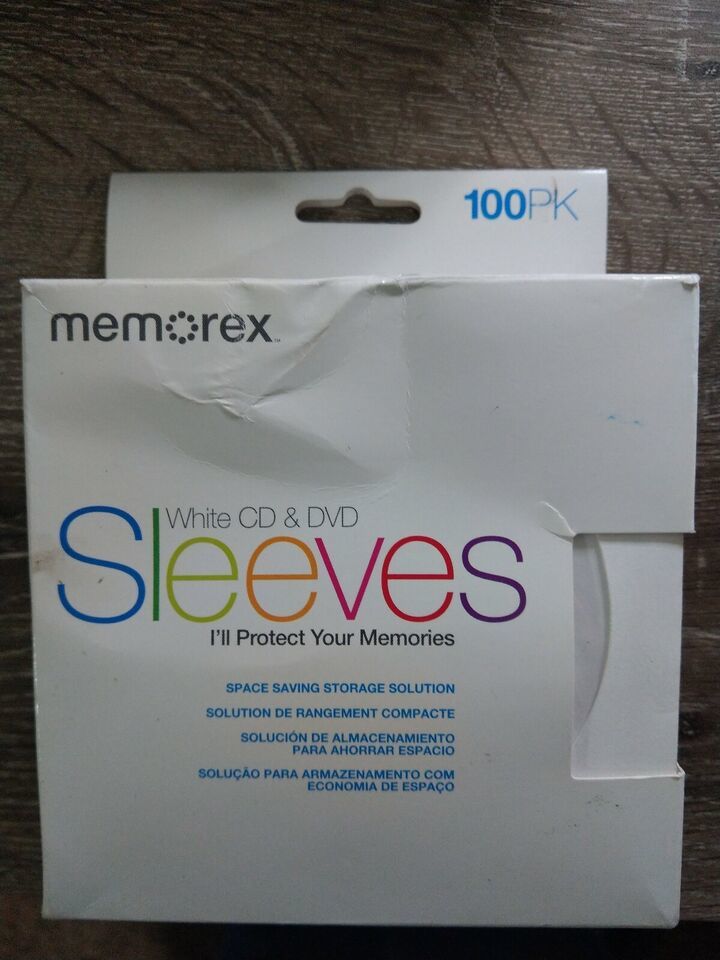 100PK
memorex™
White CD & DVD
Sleeves
I'll Protect Your Memories
SPACE SAVING STORAGE SOLUTION
SOLUTION DE RANGEMENT COMPACTE
SOLUCIÓN DE ALMACENAMIENTO
PARA AHORRAR ESPACIO
SOLUÇÃO PARA ARMAZENAMENTO COM
ECONOMIA DE ESPAÇO